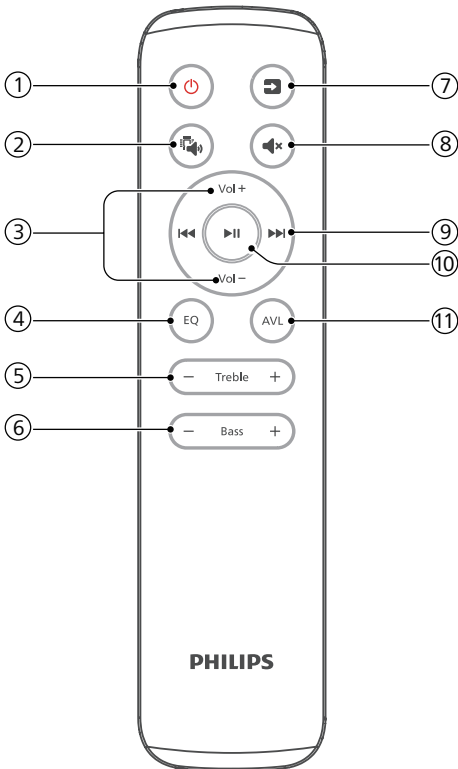 ① ⑦
② ⑧
Vol +
③ ⑨
⑩
Vol −
④ EQ AVL ⑪
⑤ − Treble +
⑥ − Bass +
PHILIPS